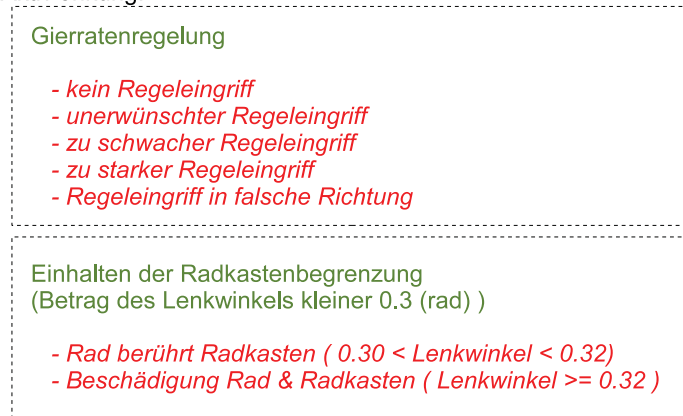 Gierratenregelung
- kein Regeleingriff
- unerwünschter Regeleingriff
- zu schwacher Regeleingriff
- zu starker Regeleingriff
- Regeleingriff in falsche Richtung
Einhalten der Radkastenbegrenzung
(Betrag des Lenkwinkels kleiner 0.3 (rad) )
- Rad berührt Radkasten ( 0.30 < Lenkwinkel < 0.32)
- Beschädigung Rad & Radkasten ( Lenkwinkel >= 0.32 )